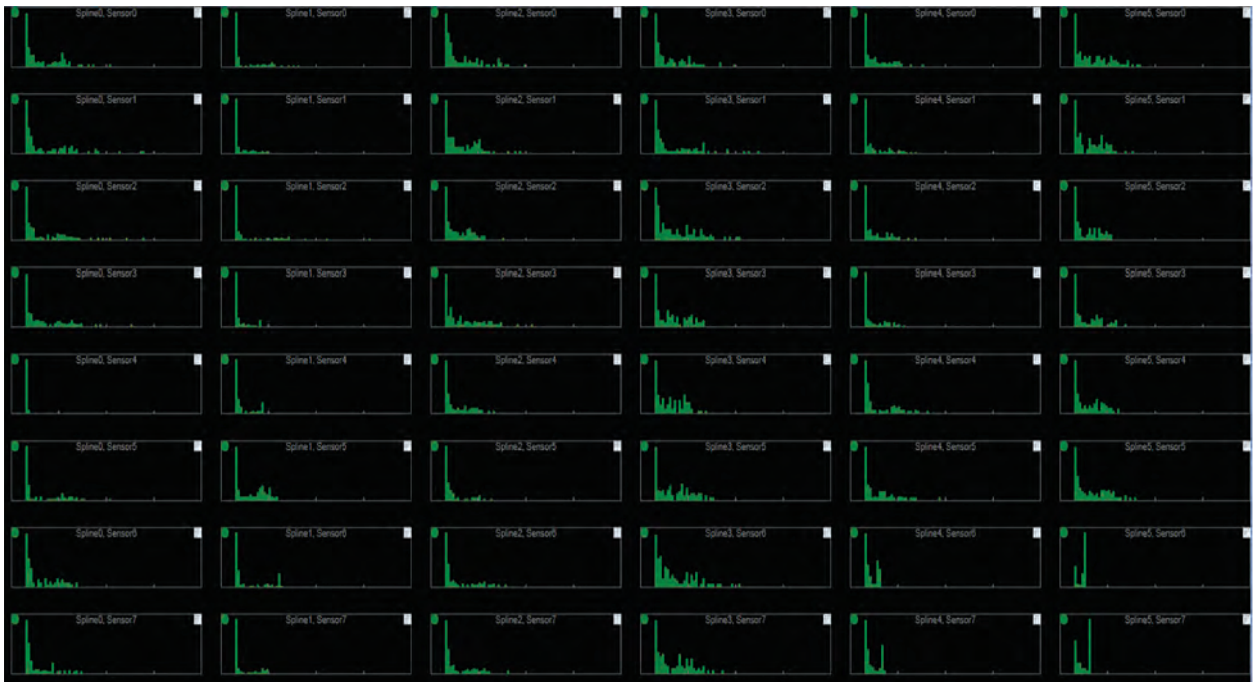 Spline0, Sensor0 Spline1, Sensor0 Spline2, Sensor0 Spline3, Sensor0 Spline4, Sensor0 Spline5, Sensor0
Spline0, Sensor1 Spline1, Sensor1 Spline2, Sensor1 Spline3, Sensor1 Spline4, Sensor1 Spline5, Sensor1
Spline0, Sensor2 Spline1, Sensor2 Spline2, Sensor2 Spline3, Sensor2 Spline4, Sensor2 Spline5, Sensor2
Spline0, Sensor3 Spline1, Sensor3 Spline2, Sensor3 Spline3, Sensor3 Spline4, Sensor3 Spline5, Sensor3
Spline0, Sensor4 Spline1, Sensor4 Spline2, Sensor4 Spline3, Sensor4 Spline4, Sensor4 Spline5, Sensor4
Spline0, Sensor5 Spline1, Sensor5 Spline2, Sensor5 Spline3, Sensor5 Spline4, Sensor5 Spline5, Sensor5
Spline0, Sensor6 Spline1, Sensor6 Spline2, Sensor6 Spline3, Sensor6 Spline4, Sensor6 Spline5, Sensor6
Spline0, Sensor7 Spline1, Sensor7 Spline2, Sensor7 Spline3, Sensor7 Spline4, Sensor7 Spline5, Sensor7